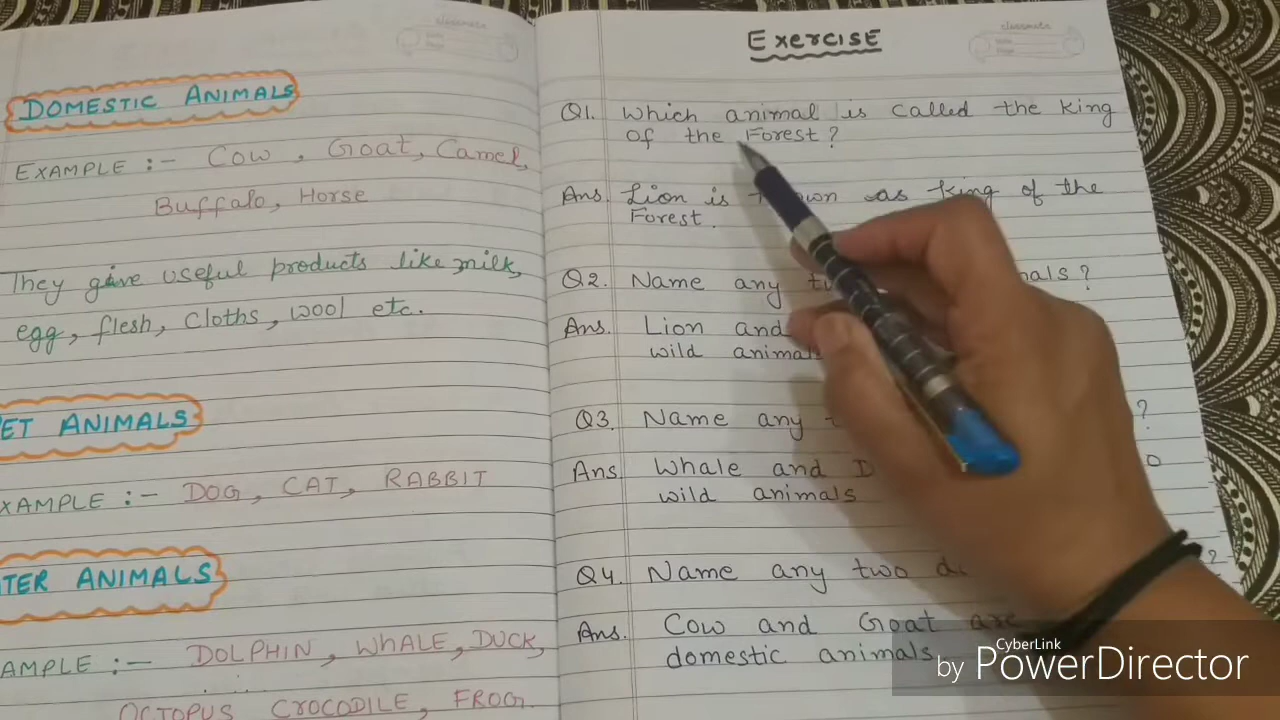 classmate
DOMESTIC ANIMALS
EXAMPLE :- Cow, Goat, Camel,
Buffalo, Horse
They give useful products like milk,
egg, flesh, cloths, wool etc.
ET ANIMALS
XAMPLE :- DOG, CAT, RABBIT
TER ANIMALS
AMPLE :- DOLPHIN, WHALE, DUCK,
OCTOPUS CROCODILE, FROG.
classmate
Exercise
Q1. Which animal is called the king
of the Forest?
Ans. Lion is as king of the
Forest.
Q2. Name any ?
Ans. Lion and
wild
Q3. Name any ?
Ans. Whale and
wild animals
Q4. Name any two ?
Ans. Cow and Goat are
domestic animals
CyberLink
by PowerDirector